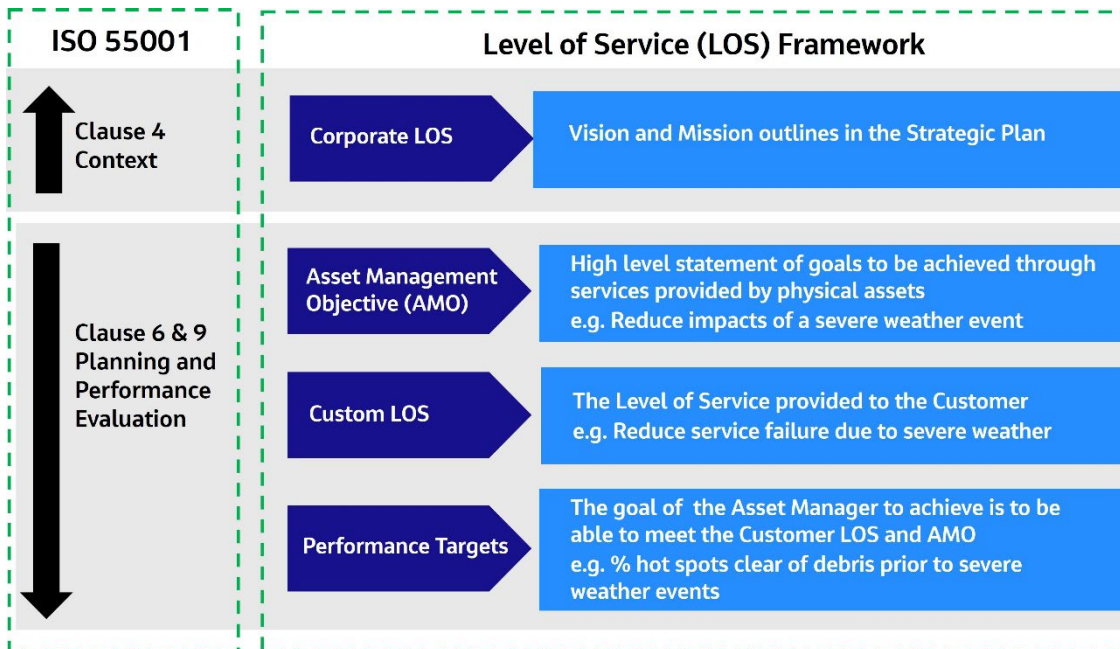 ISO 55001
Level of Service (LOS) Framework
Clause 4
Context
Corporate LOS
Vision and Mission outlines in the Strategic Plan
Clause 6 & 9
Planning and
Performance
Evaluation
Asset Management
Objective (AMO)
High level statement of goals to be achieved through
services provided by physical assets
e.g. Reduce impacts of a severe weather event
Custom LOS
The Level of Service provided to the Customer
e.g. Reduce service failure due to severe weather
Performance Targets
The goal of the Asset Manager to achieve is to be
able to meet the Customer LOS and AMO
e.g. % hot spots clear of debris prior to severe
weather events